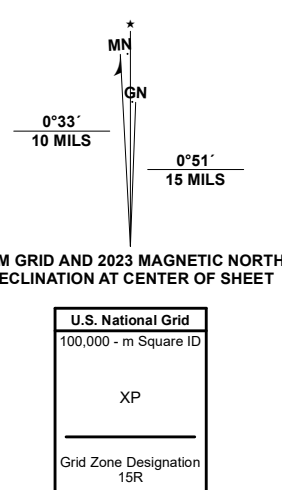 MN
GN
0°33´
10 MILS
0°51´
15 MILS
M GRID AND 2023 MAGNETIC NORTH
ECLINATION AT CENTER OF SHEET
U.S. National Grid
100,000 - m Square ID
XP
Grid Zone Designation
15R